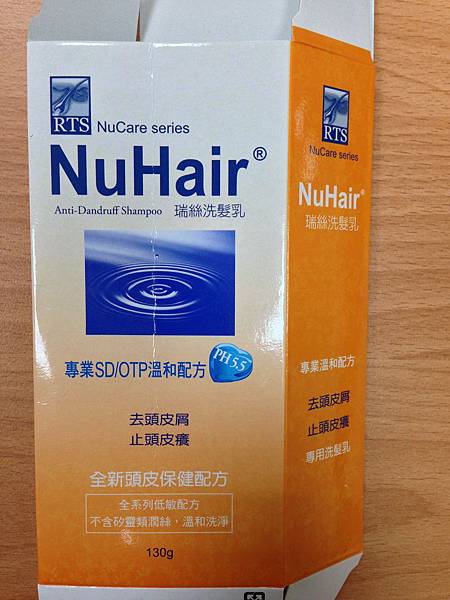 RTS NuCare series
NuHair®
Anti-Dandruff Shampoo 瑞絲洗髮乳
專業SD/OTP溫和配方 PH5.5
去頭皮屑
止頭皮癢
全新頭皮保健配方
全系列低敏配方
不含矽靈類潤絲，溫和洗淨
130g
RTS
NuCare series
NuHair®
瑞絲洗髮乳
專業溫和配方
去頭皮屑
止頭皮癢
專用洗髮乳